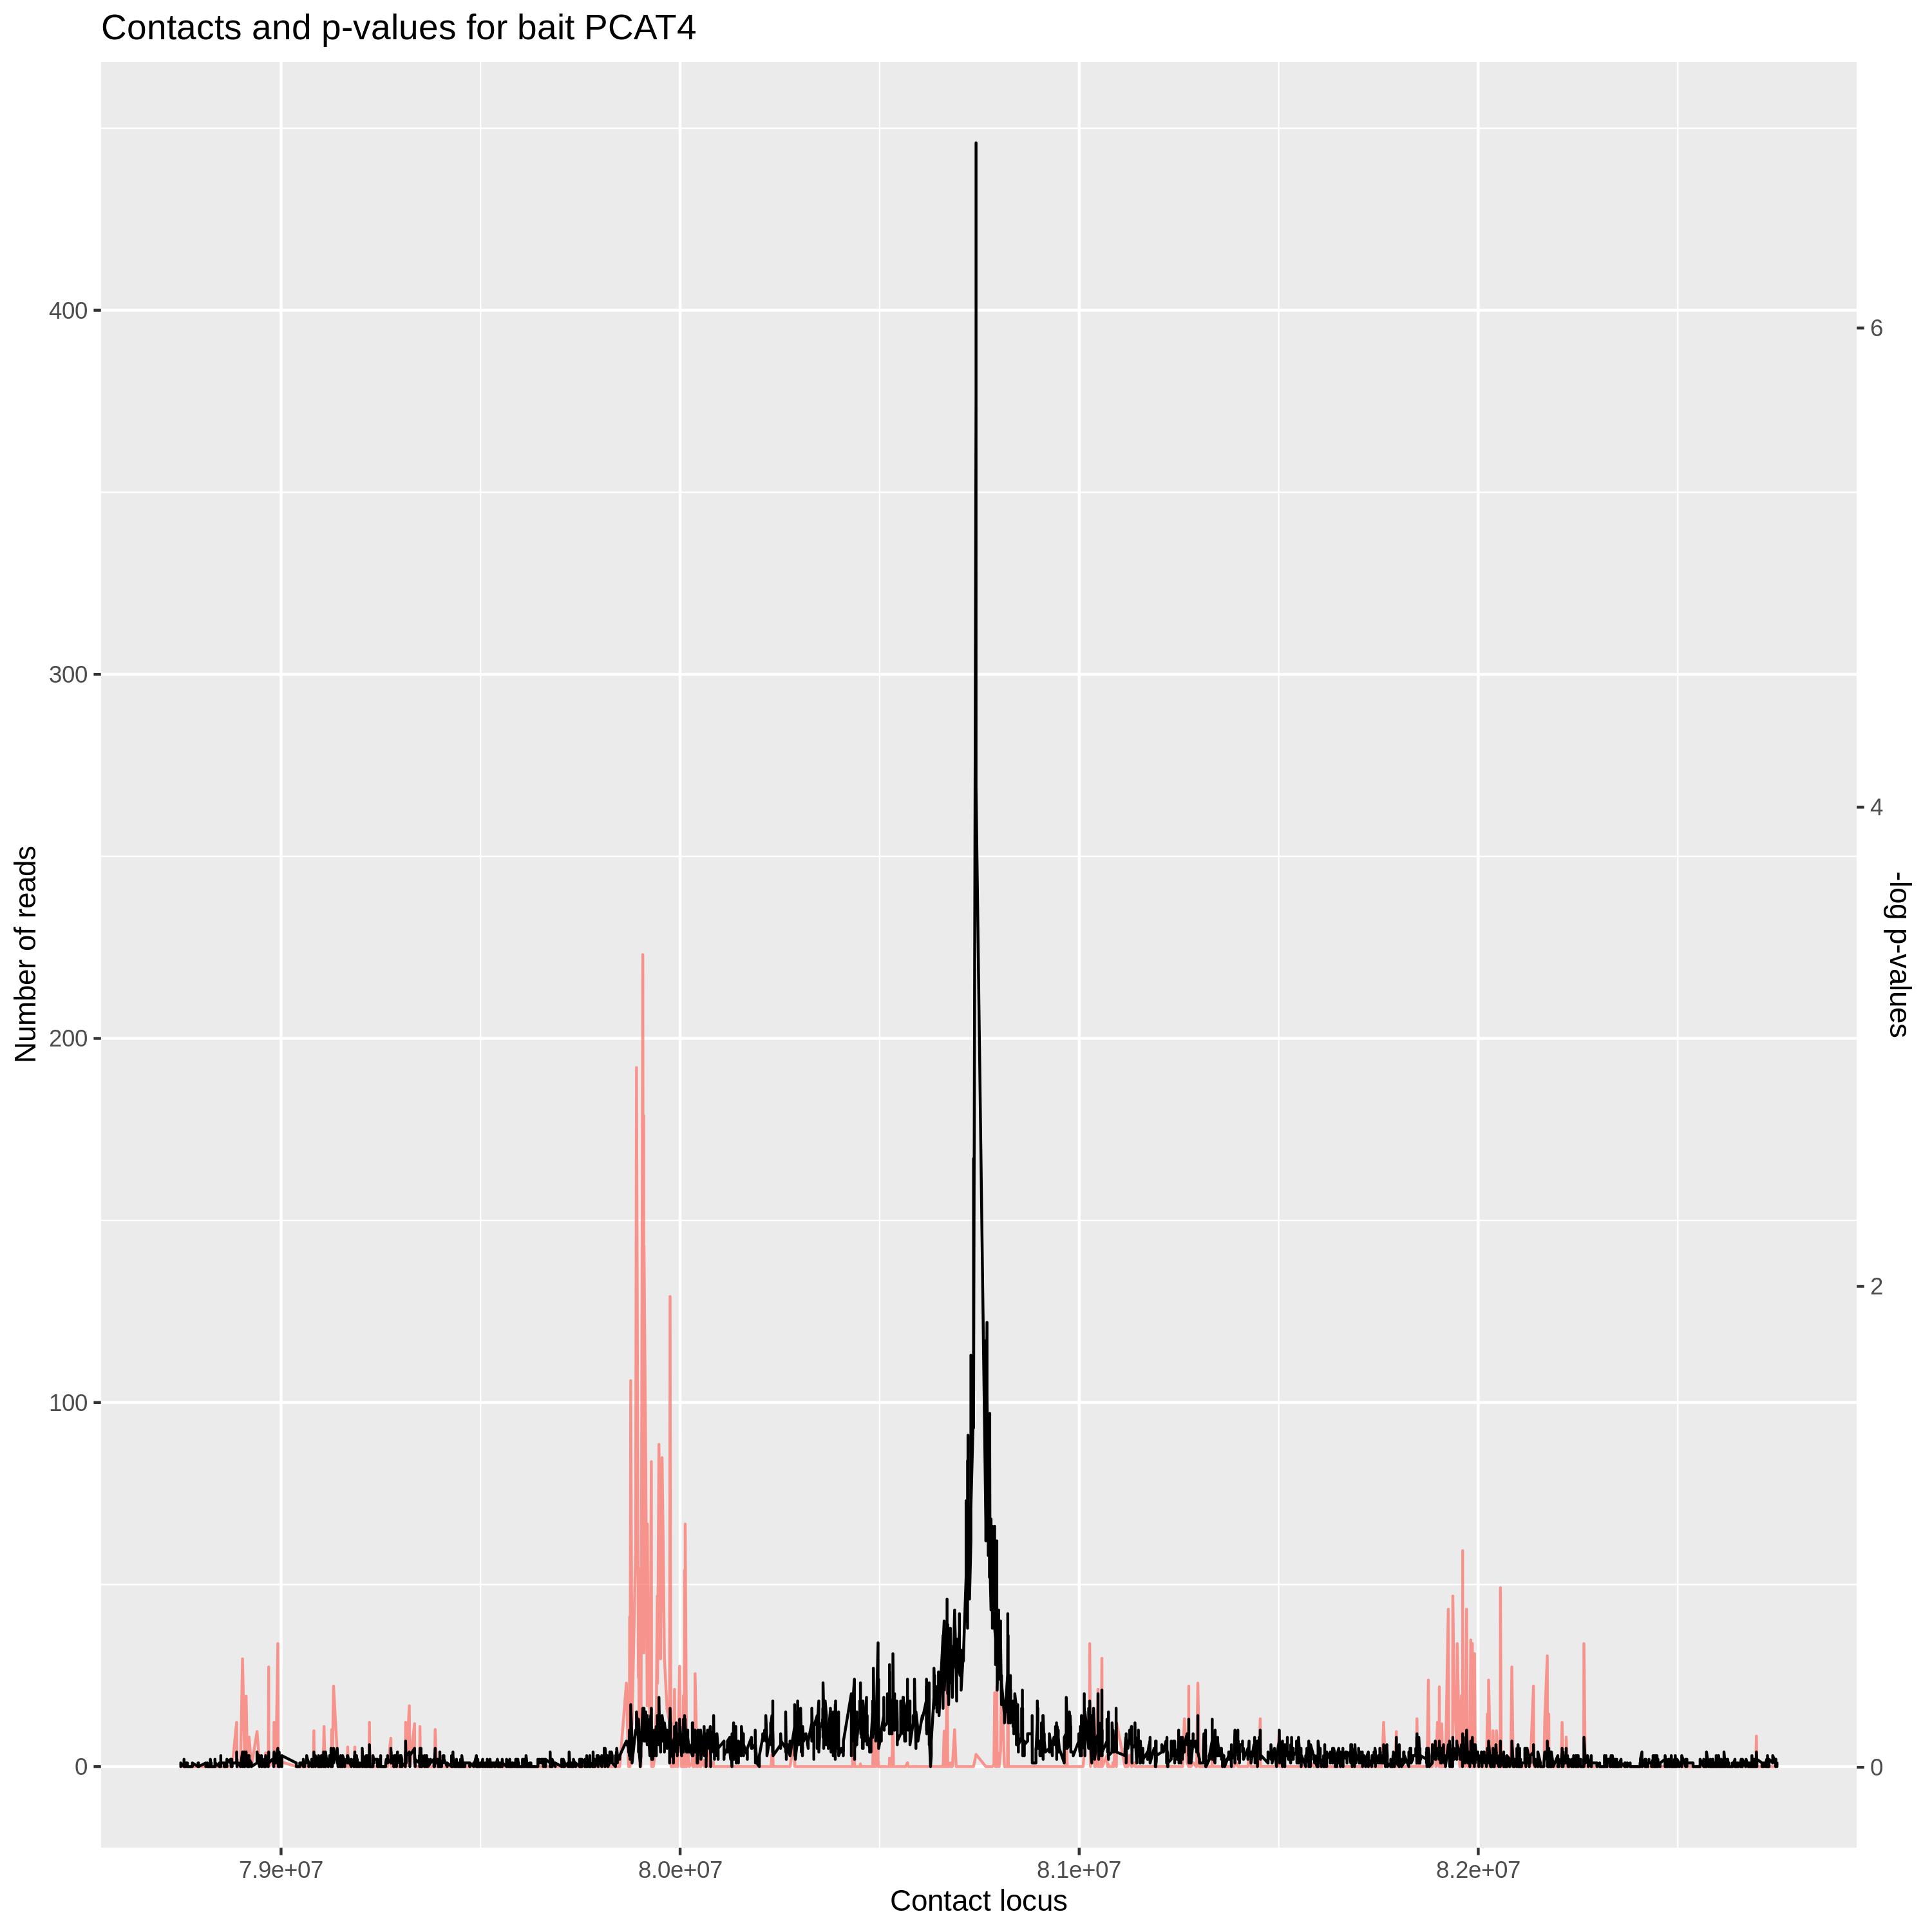 Contacts and p-values for bait PCAT4
400
300
200
100
0
Number of reads
6
4
2
0
-log p-values
7.9e+07 8.0e+07 8.1e+07 8.2e+07
Contact locus